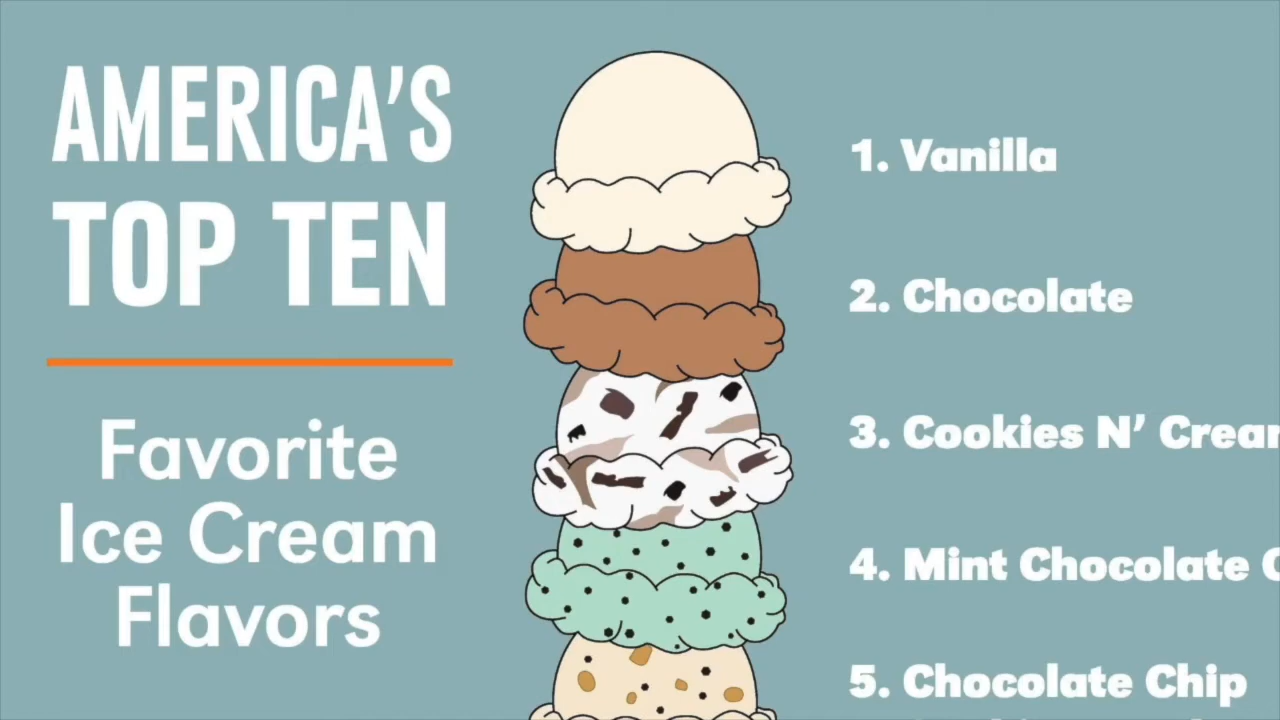 AMERICA'S
TOP TEN
Favorite
Ice Cream
Flavors
1. Vanilla
2. Chocolate
3. Cookies N'
4. Mint Chocolate
5. Chocolate Chip